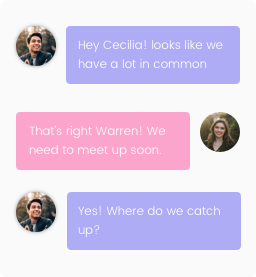 Hey Cecilia! looks like we
have a lot in common
That's right Warren! We
need to meet up soon.
Yes! Where do we catch
up?